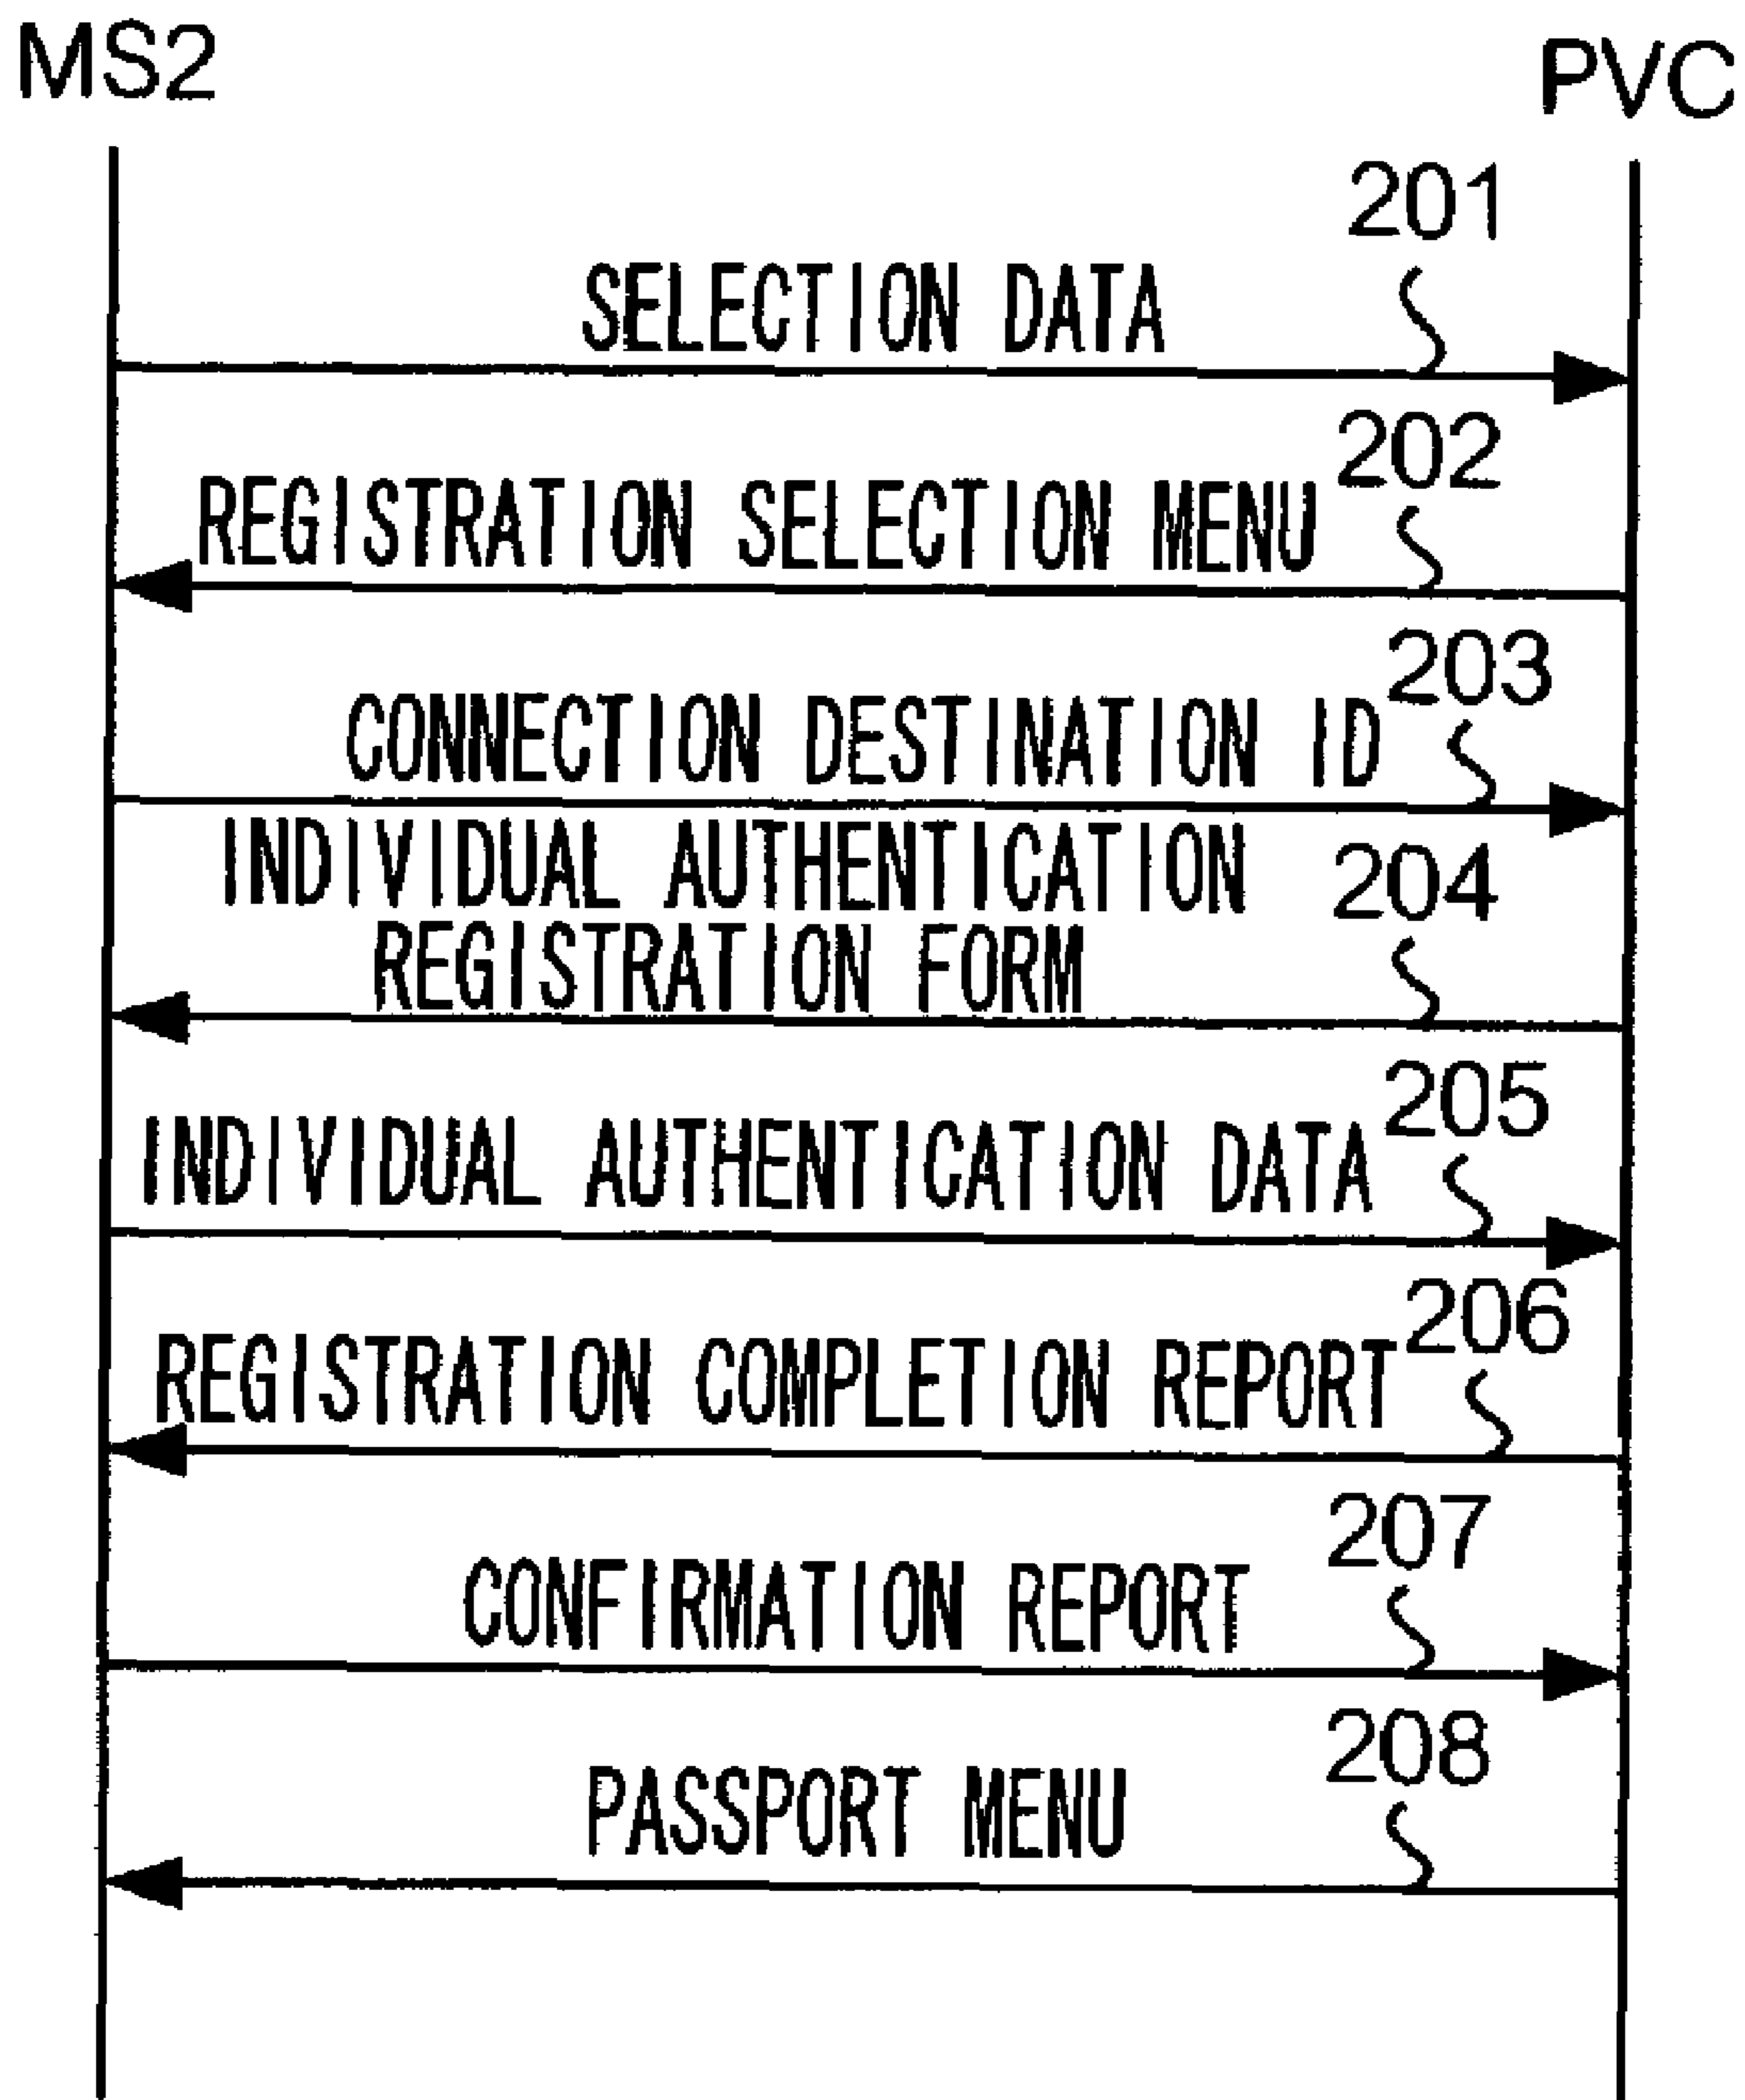 MS2
PVC
201
SELECTION DATA
202
REGISTRATION SELECTION MENU
203
CONNECTION DESTINATION ID
INDIVIDUAL AUTHENTICATION
204
REGISTRATION FORM
205
INDIVIDUAL AUTHENTICATION DATA
206
REGISTRATION COMPLETION REPORT
207
CONFIRMATION REPORT
208
PASSPORT MENU